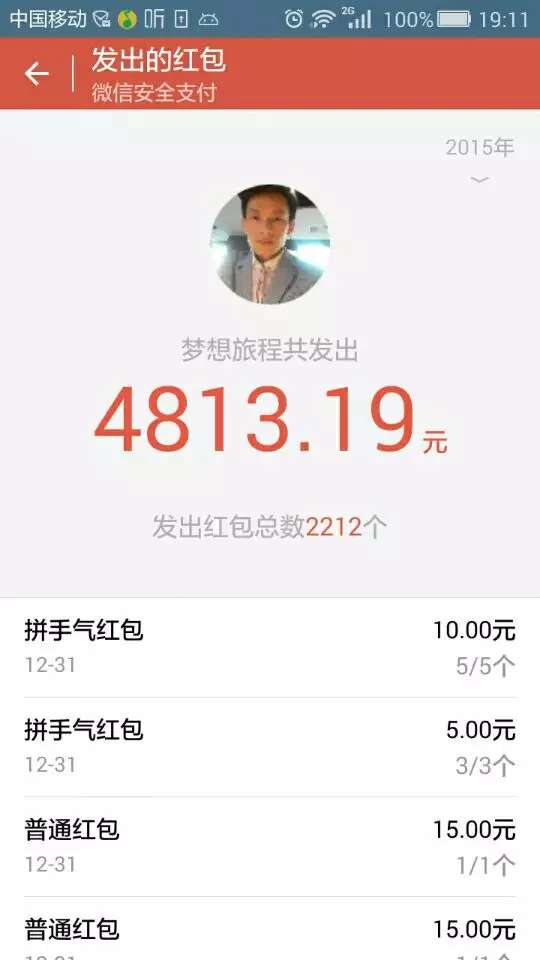 中国移动 听 2G 100% 19:11
发出的红包
微信安全支付
2015年
梦想旅程共发出
4813.19元
发出红包总数2212个
拼手气红包 10.00元
12-31 5/5个
拼手气红包 5.00元
12-31 3/3个
普通红包 15.00元
12-31 1/1个
普通红包 15.00元